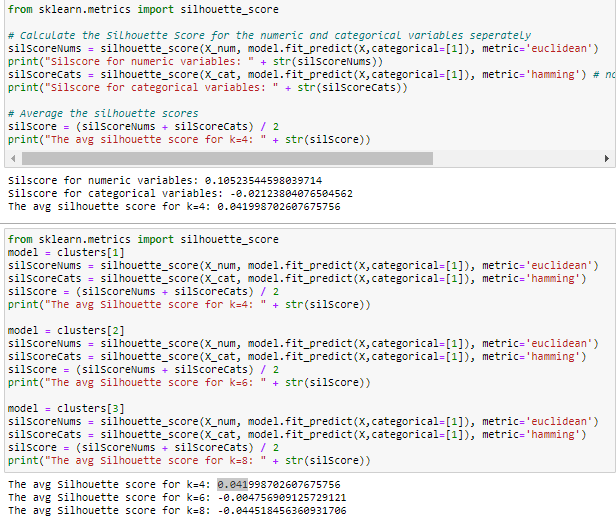 from sklearn.metrics import silhouette_score
# Calculate the Silhouette Score for the numeric and categorical variables seperately
silScoreNums = silhouette_score(X_num, model.fit_predict(X,categorical=[1]), metric='euclidean')
print("Silscore for numeric variables: " + str(silScoreNums))
silScoreCats = silhouette_score(X_cat, model.fit_predict(X,categorical=[1]), metric='hamming') #
print("Silscore for categorical variables: " + str(silScoreCats))
# Average the silhouette scores
silScore = (silScoreNums + silScoreCats) / 2
print("The avg silhouette score for k=4: " + str(silScore))
Silscore for numeric variables: 0.10523544598039714
Silscore for categorical variables: -0.02123804076504562
The avg silhouette score for k=4: 0.041998702607675756
from sklearn.metrics import silhouette_score
model = clusters[1]
silScoreNums = silhouette_score(X_num, model.fit_predict(X,categorical=[1]), metric='euclidean')
silScoreCats = silhouette_score(X_cat, model.fit_predict(X,categorical=[1]), metric='hamming')
silScore = (silScoreNums + silScoreCats) / 2
print("The avg Silhouette score for k=4: " + str(silScore))
model = clusters[2]
silScoreNums = silhouette_score(X_num, model.fit_predict(X,categorical=[1]), metric='euclidean')
silScoreCats = silhouette_score(X_cat, model.fit_predict(X,categorical=[1]), metric='hamming')
silScore = (silScoreNums + silScoreCats) / 2
print("The avg Silhouette score for k=6: " + str(silScore))
model = clusters[3]
silScoreNums = silhouette_score(X_num, model.fit_predict(X,categorical=[1]), metric='euclidean')
silScoreCats = silhouette_score(X_cat, model.fit_predict(X,categorical=[1]), metric='hamming')
silScore = (silScoreNums + silScoreCats) / 2
print("The avg Silhouette score for k=8: " + str(silScore))
The avg Silhouette score for k=4: 0.041998702607675756
The avg Silhouette score for k=6: -0.004756909125729121
The avg Silhouette score for k=8: -0.044518456360931706